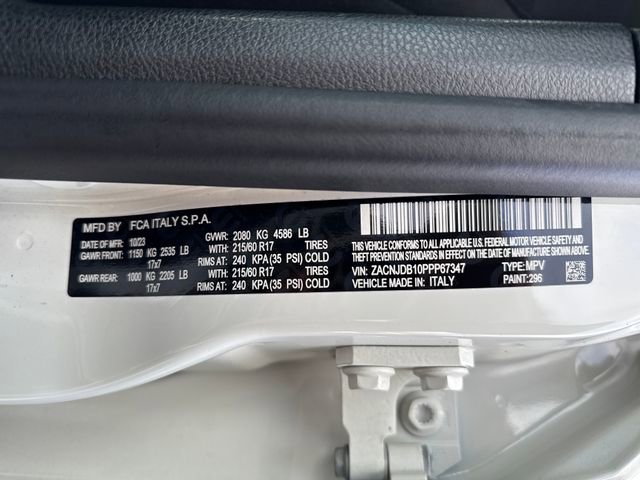 MFD BY FCA ITALY S.P.A.
DATE OF MFR: 10/23 GVWR: 2080 KG 4586 LB
GAWR FRONT: 1150 KG 2535 LB WITH: 215/60 R17 TIRES
17x7 RIMS AT: 240 KPA (35 PSI) COLD
GAWR REAR: 1000 KG 2205 LB WITH: 215/60 R17 TIRES
17x7 RIMS AT: 240 KPA (35 PSI) COLD
THIS VEHICLE CONFORMS TO ALL APPLICABLE U.S.
FEDERAL MOTOR VEHICLE SAFETY AND THEFT PREVENTION
STANDARDS IN EFFECT ON THE DATE OF MANUFACTURE SHOWN ABOVE.
VIN: ZACNJDB10PPP67347 TYPE: MPV
VEHICLE MADE IN: ITALY PAINT: 296